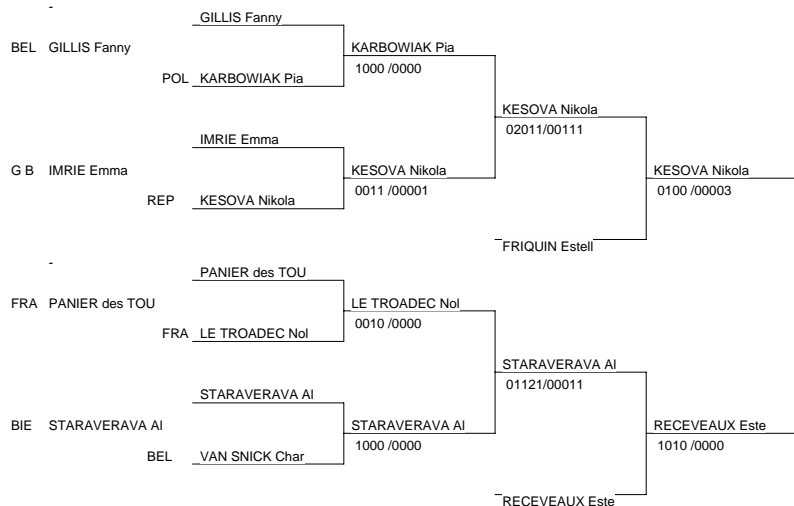 -
GILLIS Fanny
BEL GILLIS Fanny
KARBOWIAK Pia
1000 /0000
POL KARBOWIAK Pia
KESOVA Nikola
02011/00111
IMRIE Emma
G B IMRIE Emma
KESOVA Nikola
0011 /00001
KESOVA Nikola
0100 /00003
REP KESOVA Nikola
FRIQUIN Estell
-
PANIER des TOU
FRA PANIER des TOU
LE TROADEC Nol
0010 /0000
FRA LE TROADEC Nol
STARAVERAVA Al
01121/00011
STARAVERAVA Al
BIE STARAVERAVA Al
STARAVERAVA Al
1000 /0000
RECEVEAUX Este
1010 /0000
BEL VAN SNICK Char
RECEVEAUX Este